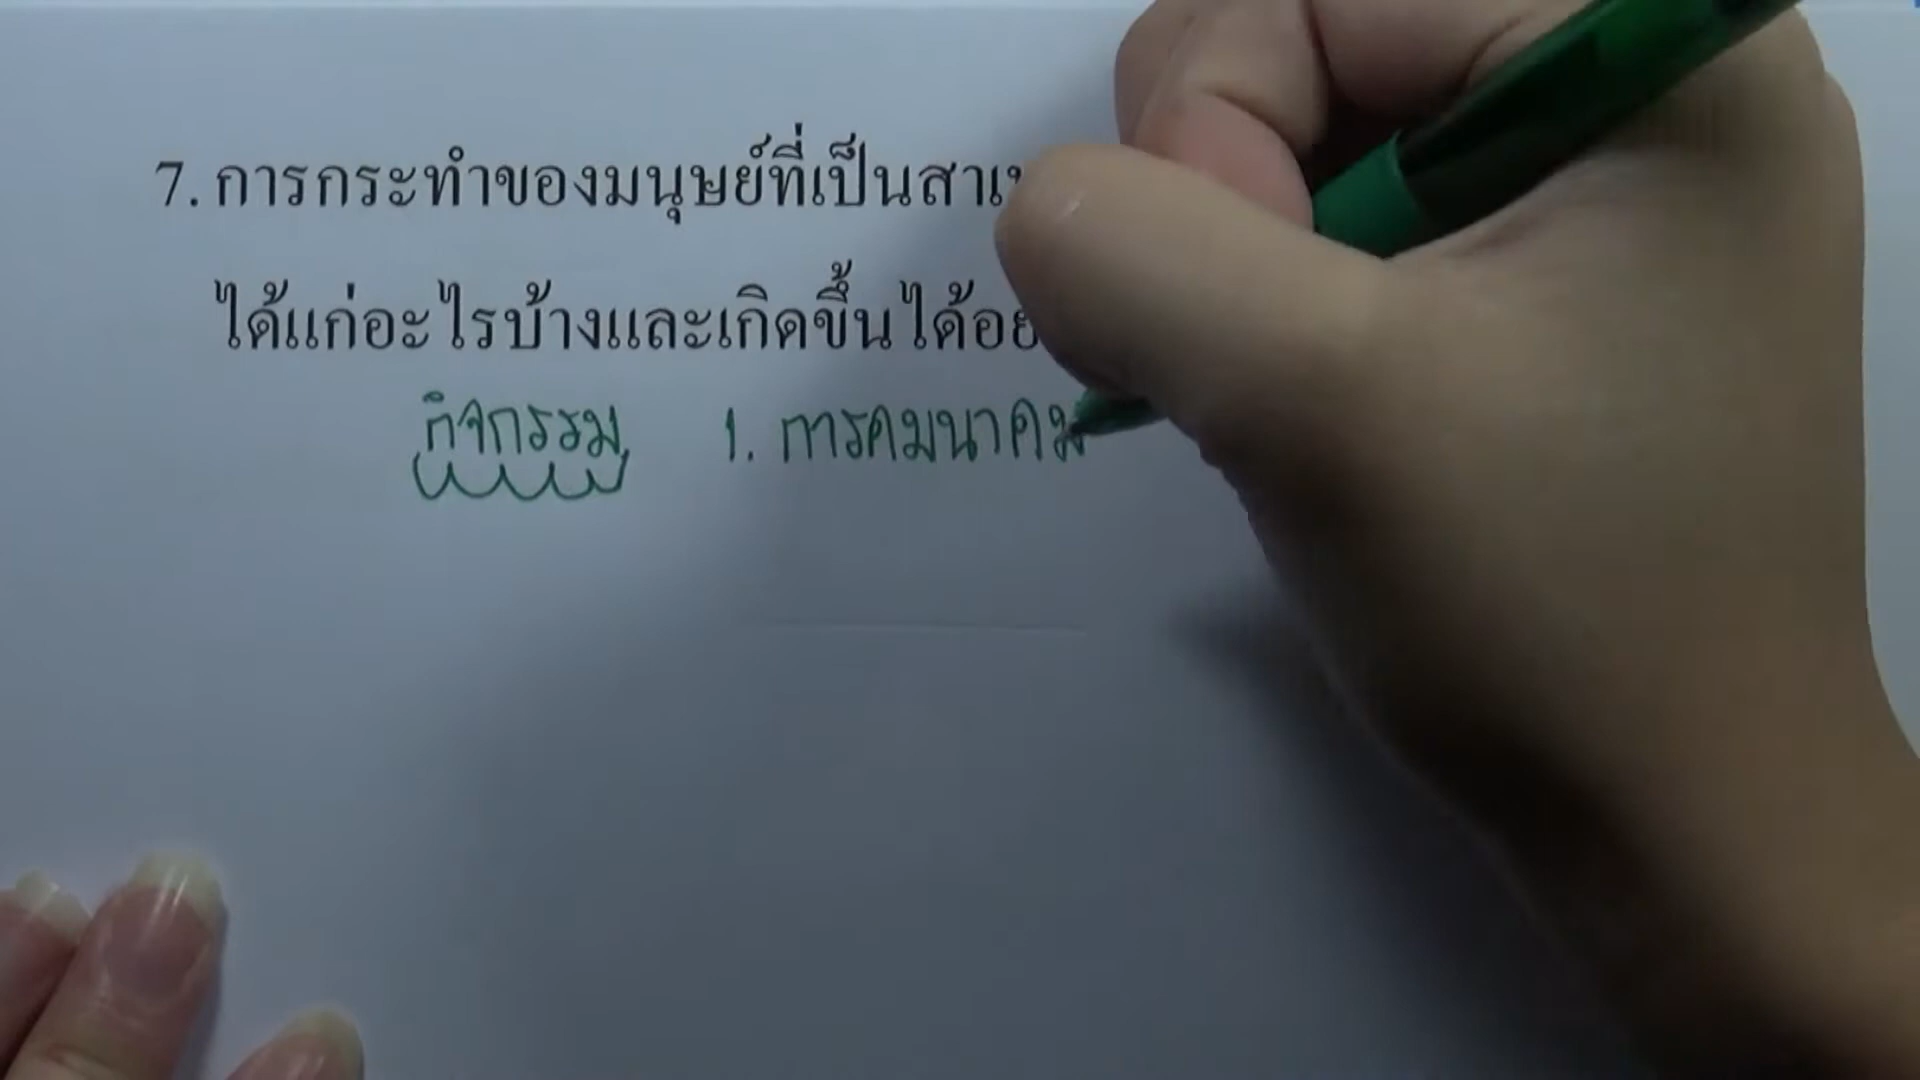 7. การกระทำของมนุษย์ที่เป็นสาเห
ได้แก่อะไรบ้างและเกิดขึ้นได้อย
กิจกรรม 1. การคมนาคม